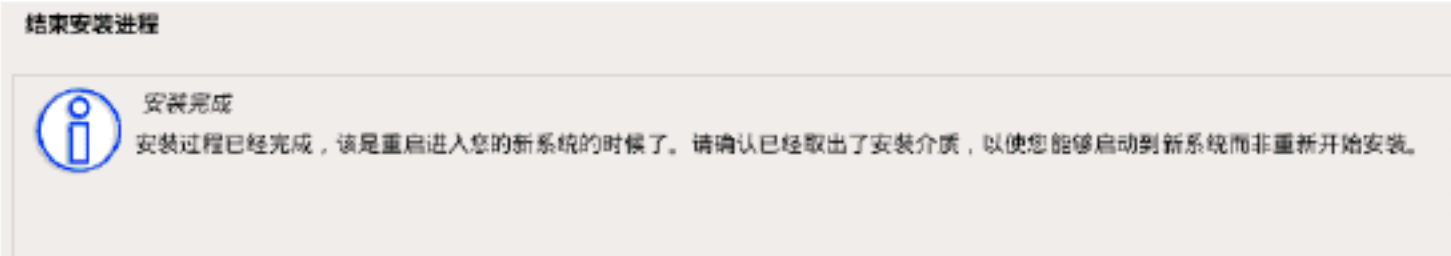 结束安装进程
安装完成
安装过程已经完成，该是重启进入您的新系统的时候了。请确认已经取出了安装介质，以使您能够启动到新系统而非重新开始安装。